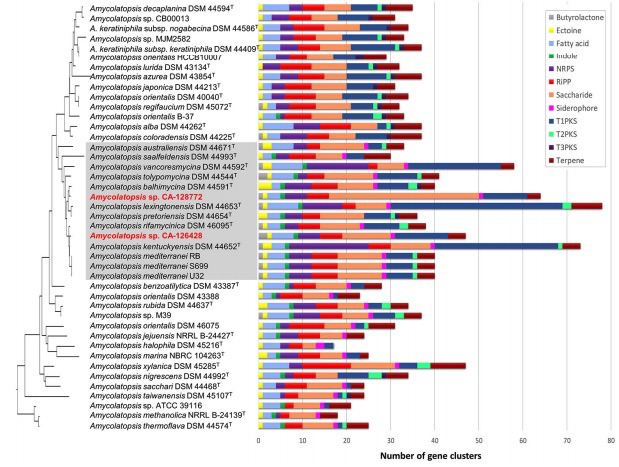 Amycolatopsis decaplanina DSM 44594ᵀ
Amycolatopsis sp. CB00013
A. keratiniphila subsp. nogabecina DSM 44586ᵀ
Amycolatopsis sp. MJM2582
A. keratiniphila subsp. keratiniphila DSM 44409ᵀ
Amycolatopsis orientalis HCCB10007
Amycolatopsis lurida DSM 43134ᵀ
Amycolatopsis azurea DSM 43854ᵀ
Amycolatopsis japonica DSM 44213ᵀ
Amycolatopsis orientalis DSM 40040ᵀ
Amycolatopsis regifaucium DSM 45072ᵀ
Amycolatopsis orientalis B-37
Amycolatopsis alba DSM 44262ᵀ
Amycolatopsis coloradensis DSM 44225ᵀ
Amycolatopsis australiensis DSM 44671ᵀ
Amycolatopsis saalfeldensis DSM 44993ᵀ
Amycolatopsis vancoresmycina DSM 44592ᵀ
Amycolatopsis tolypomycina DSM 44544ᵀ
Amycolatopsis balhimycina DSM 44591ᵀ
Amycolatopsis sp. CA-128772
Amycolatopsis lexingtonensis DSM 44653ᵀ
Amycolatopsis pretoriensis DSM 44654ᵀ
Amycolatopsis rifamycinica DSM 46095ᵀ
Amycolatopsis sp. CA-126428
Amycolatopsis kentuckyensis DSM 44652ᵀ
Amycolatopsis mediterranei RB
Amycolatopsis mediterranei S699
Amycolatopsis mediterranei U32
Amycolatopsis benzoatilytica DSM 43387ᵀ
Amycolatopsis orientalis DSM 43388
Amycolatopsis rubida DSM 44637ᵀ
Amycolatopsis sp. M39
Amycolatopsis orientalis DSM 46075
Amycolatopsis jejuensis NRRL B-24427ᵀ
Amycolatopsis halophila DSM 45216ᵀ
Amycolatopsis marina NBRC 104263ᵀ
Amycolatopsis xylanica DSM 45285ᵀ
Amycolatopsis nigrescens DSM 44992ᵀ
Amycolatopsis sacchari DSM 44468ᵀ
Amycolatopsis taiwanensis DSM 45107ᵀ
Amycolatopsis sp. ATCC 39116
Amycolatopsis methanolica NRRL B-24139ᵀ
Amycolatopsis thermoflava DSM 44574ᵀ
Butyrolactone
Ectoine
Fatty acid
Indole
NRPS
RiPP
Saccharide
Siderophore
T1PKS
T2PKS
T3PKS
Terpene
0 10 20 30 40 50 60 70 80
Number of gene clusters